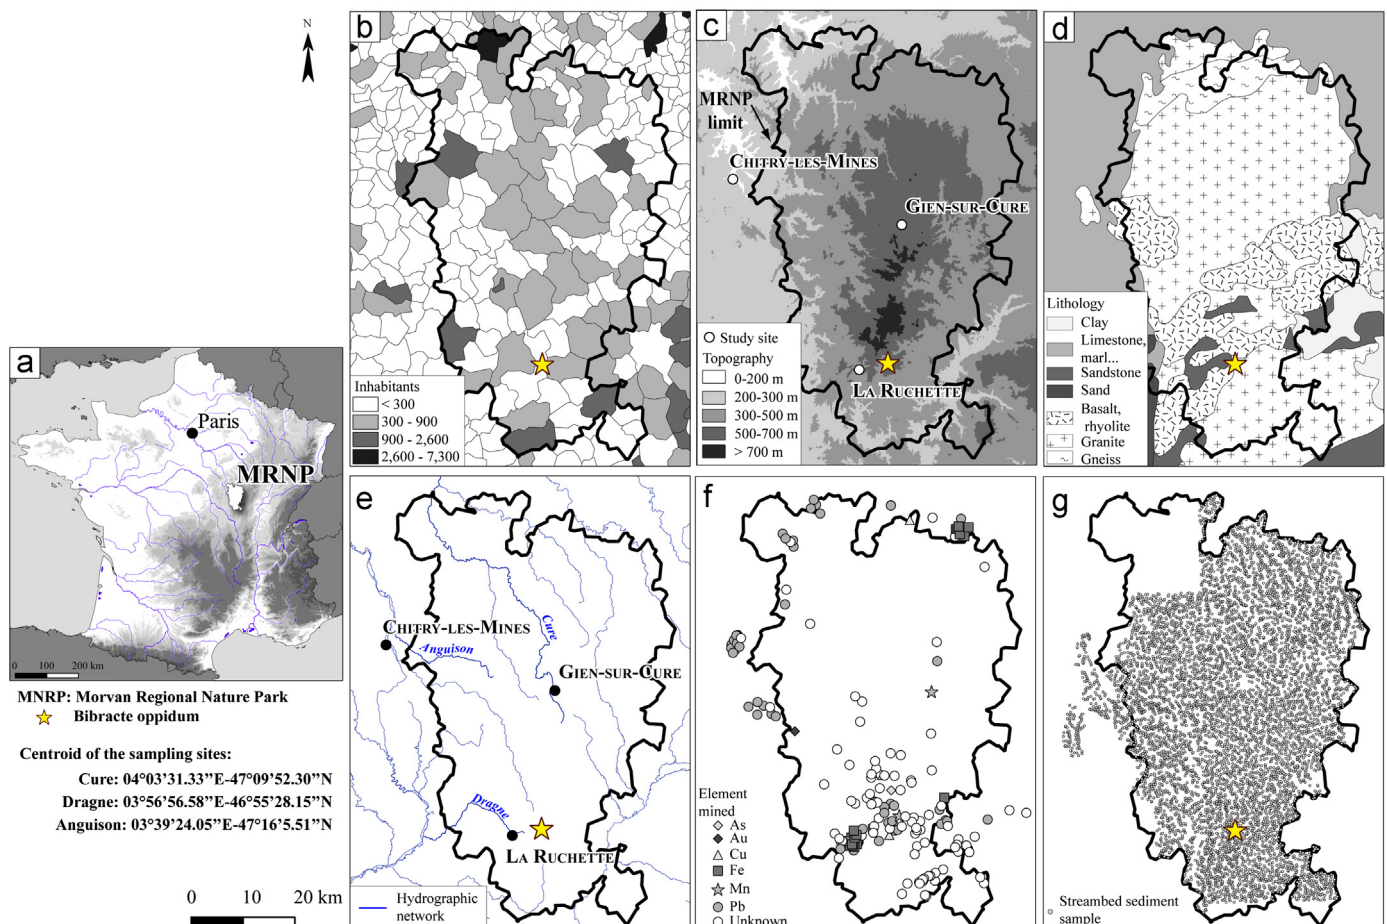 N
a
Paris
MRNP
0 100 200 km
MNRP: Morvan Regional Nature Park
Bibracte oppidum
Centroid of the sampling sites:
Cure: 04°03’31.33”E-47°09’52.30”N
Dragne: 03°56’56.58”E-46°55’28.15”N
Anguison: 03°39’24.05”E-47°16’5.51”N
0 10 20 km
b
Inhabitants
< 300
300 - 900
900 - 2,600
2,600 - 7,300
c
MRNP
limit
Chitry-les-Mines
Gien-sur-Cure
La Ruchette
Study site
Topography
0-200 m
200-300 m
300-500 m
500-700 m
> 700 m
d
Lithology
Clay
Limestone,
marl...
Sandstone
Sand
Basalt,
rhyolite
Granite
Gneiss
e
Chitry-les-Mines
Anguison
Cure
Gien-sur-Cure
Dragne
La Ruchette
Hydrographic
network
f
Element
mined
As
Au
Cu
Fe
Mn
Pb
Unknown
g
Streambed sediment
sample